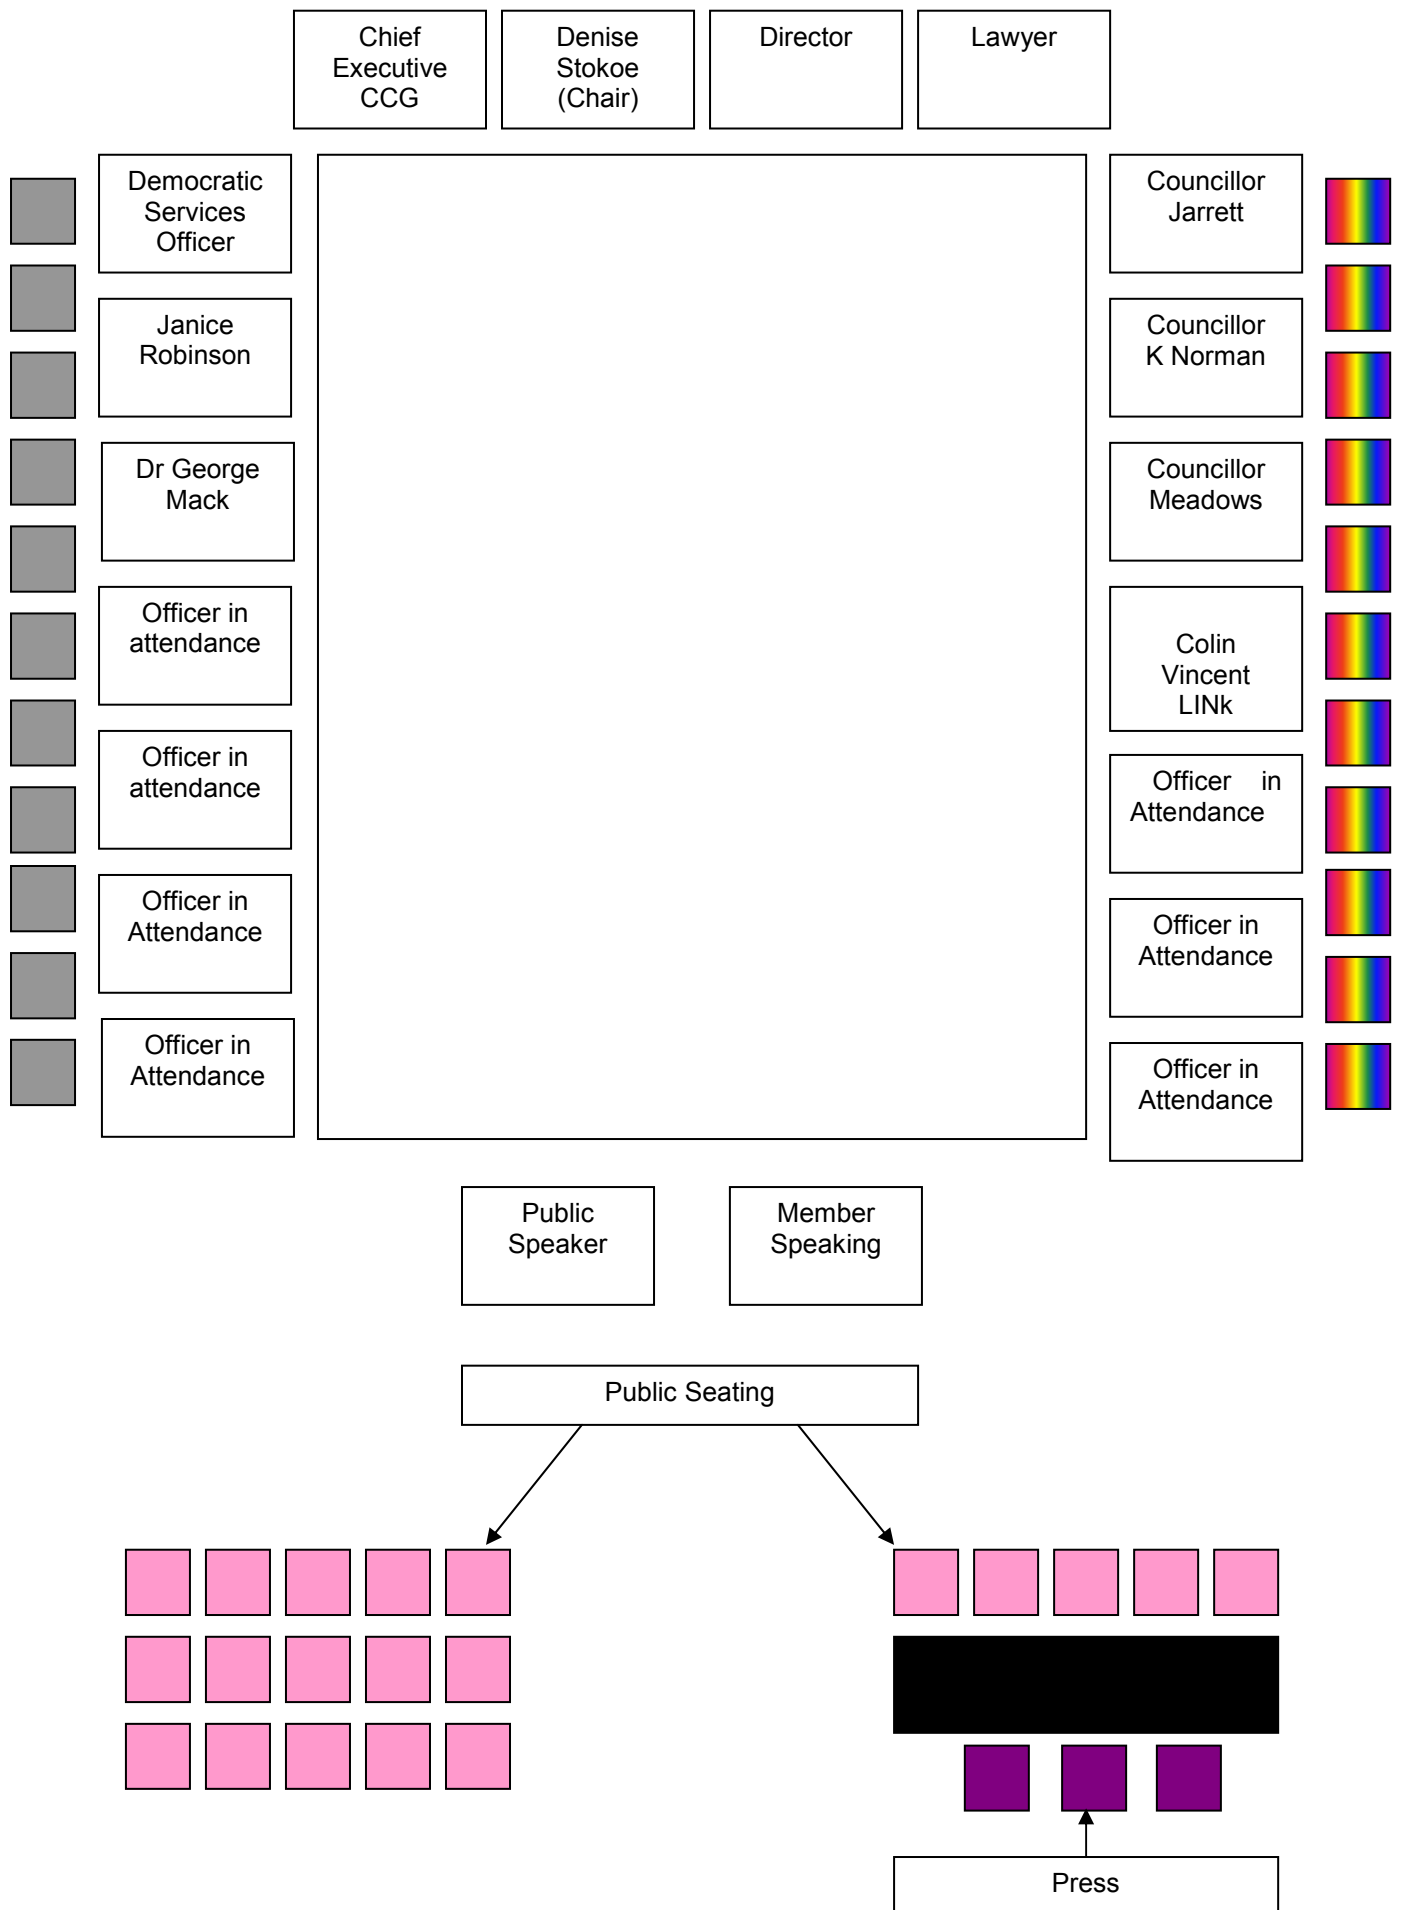 Chief
Executive
CCG
Denise
Stokoe
(Chair)
Director
Lawyer
Democratic
Services
Officer
Janice
Robinson
Dr George
Mack
Officer in
attendance
Officer in
attendance
Officer in
Attendance
Officer in
Attendance
Councillor
Jarrett
Councillor
K Norman
Councillor
Meadows
Colin
Vincent
LINk
Officer in
Attendance
Officer in
Attendance
Officer in
Attendance
Public
Speaker
Member
Speaking
Public Seating
Press